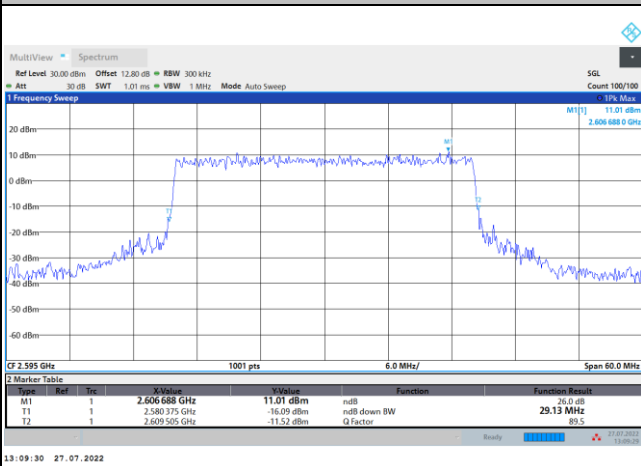 MultiView Spectrum
Ref Level 30.00 dBm Offset 12.80 dB RBW 300 kHz SGL
Att 30 dB SWT 1.01 ms VBW 1 MHz Mode Auto Sweep Count 100/100
1 Frequency Sweep 1Pk Max
M1[1] 11.01 dBm
2.606 688 0 GHz
20 dBm
M1
10 dBm
0 dBm
T1 T2
-10 dBm
-20 dBm
-30 dBm
-40 dBm
-50 dBm
-60 dBm
CF 2.595 GHz 1001 pts 6.0 MHz/ Span 60.0 MHz
2 Marker Table
Type Ref Trc X-Value Y-Value Function Function Result
M1 1 2.606 688 GHz 11.01 dBm ndB 26.0 dB
T1 1 2.580 375 GHz -16.09 dBm ndB down BW 29.13 MHz
T2 1 2.609 505 GHz -11.52 dBm Q Factor 89.5
Ready 27.07.2022
13:09:29
13:09:30 27.07.2022